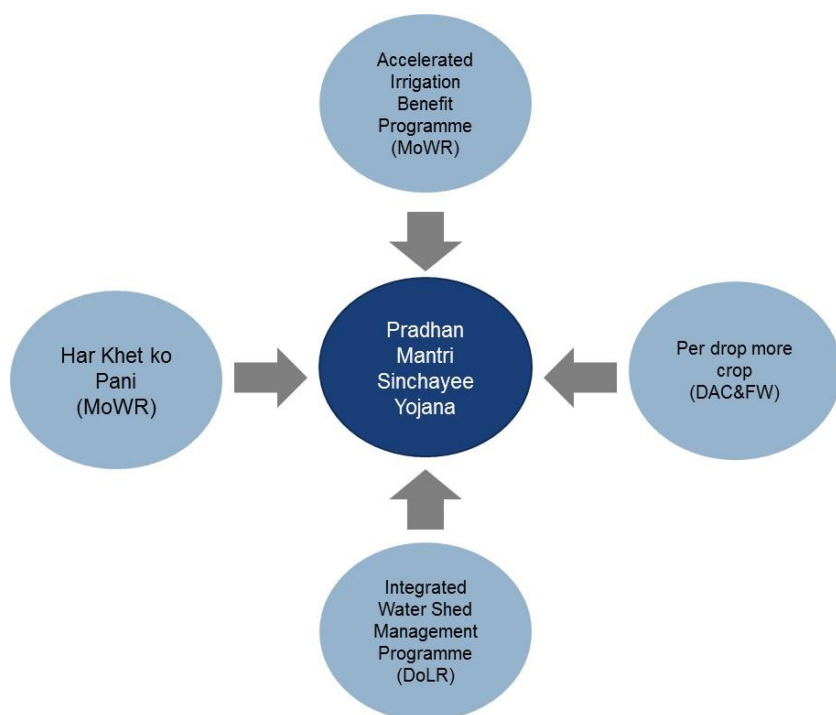 Accelerated
Irrigation
Benefit
Programme
(MoWR)
Har Khet ko
Pani
(MoWR)
Pradhan
Mantri
Sinchayee
Yojana
Per drop more
crop
(DAC&FW)
Integrated
Water Shed
Management
Programme
(DoLR)